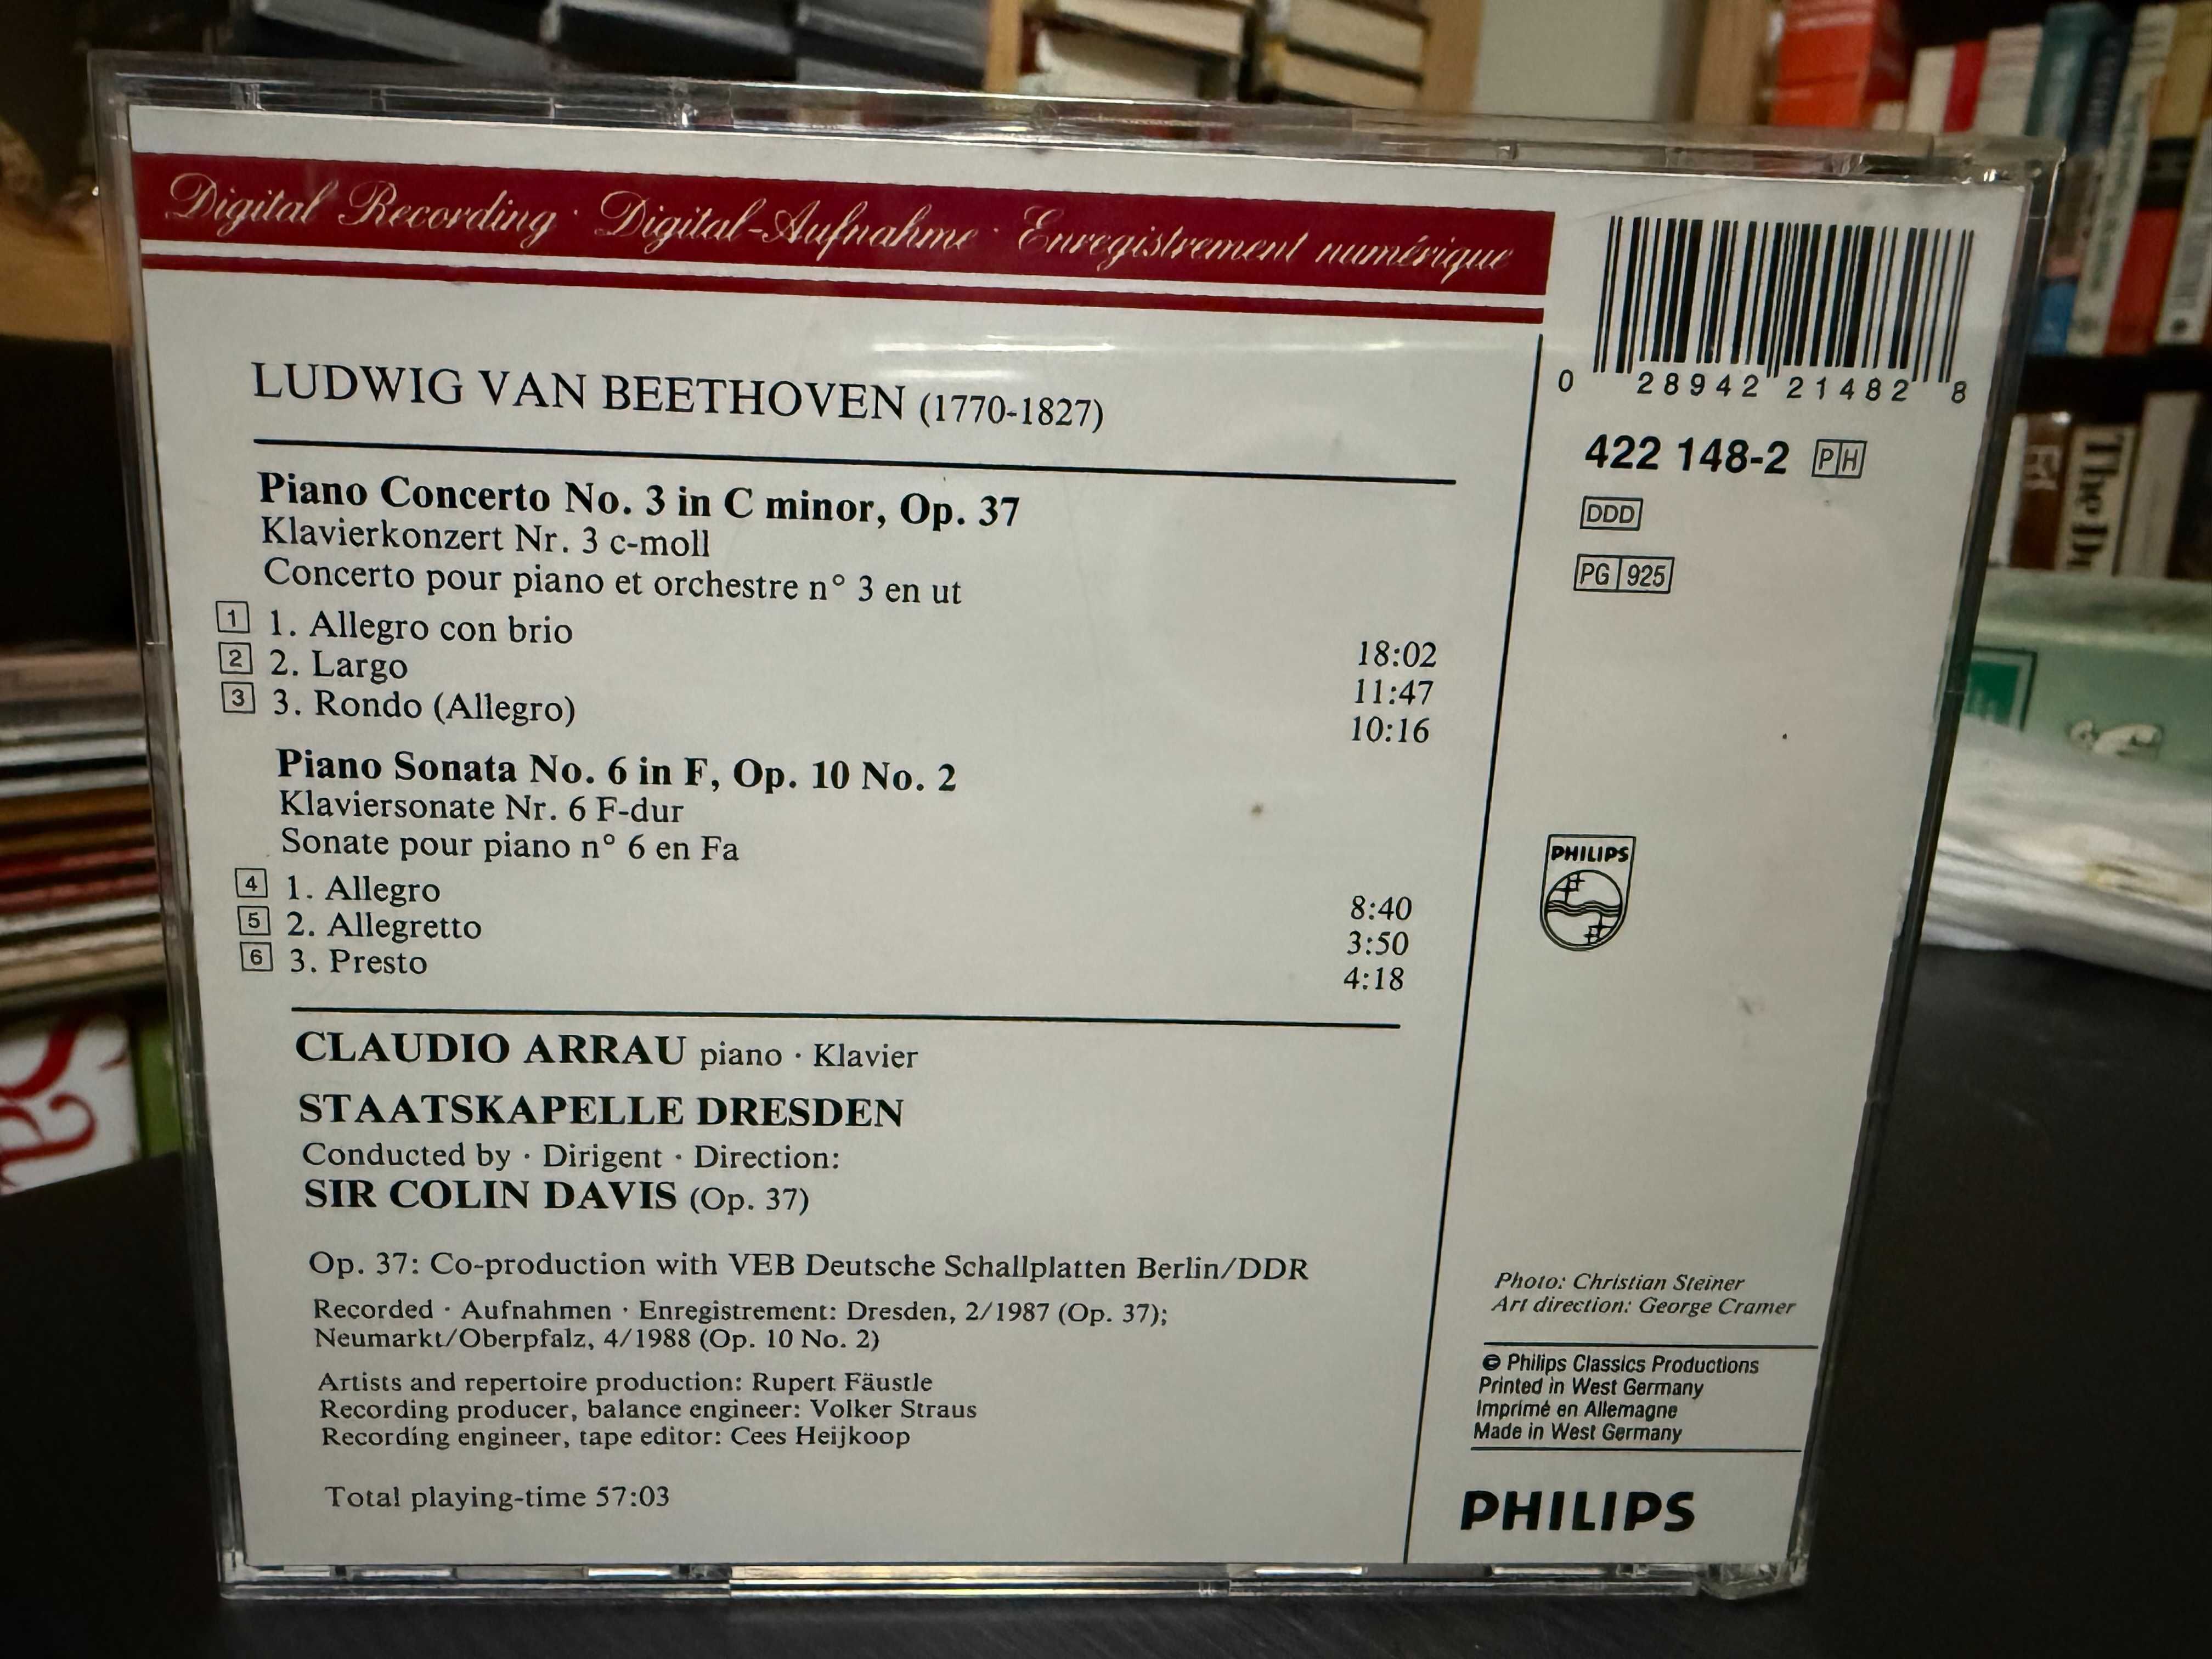 Digital Recording · Digital-Aufnahme · Enregistrement numérique
LUDWIG VAN BEETHOVEN (1770-1827)
Piano Concerto No. 3 in C minor, Op. 37
Klavierkonzert Nr. 3 c-moll
Concerto pour piano et orchestre n° 3 en ut
1 1. Allegro con brio 18:02
2 2. Largo 11:47
3 3. Rondo (Allegro) 10:16
Piano Sonata No. 6 in F, Op. 10 No. 2
Klaviersonate Nr. 6 F-dur
Sonate pour piano n° 6 en Fa
4 1. Allegro 8:40
5 2. Allegretto 3:50
6 3. Presto 4:18
CLAUDIO ARRAU piano · Klavier
STAATSKAPELLE DRESDEN
Conducted by · Dirigent · Direction:
SIR COLIN DAVIS (Op. 37)
Op. 37: Co-production with VEB Deutsche Schallplatten Berlin/DDR
Recorded · Aufnahmen · Enregistrement: Dresden, 2/1987 (Op. 37);
Neumarkt/Oberpfalz, 4/1988 (Op. 10 No. 2)
Artists and repertoire production: Rupert Fäustle
Recording producer, balance engineer: Volker Straus
Recording engineer, tape editor: Cees Heijkoop
Total playing-time 57:03
0 28942 21482 8
422 148-2 PH
DDD
PG 925
PHILIPS
Photo: Christian Steiner
Art direction: George Cramer
© Philips Classics Productions
Printed in West Germany
Imprimé en Allemagne
Made in West Germany
PHILIPS
The